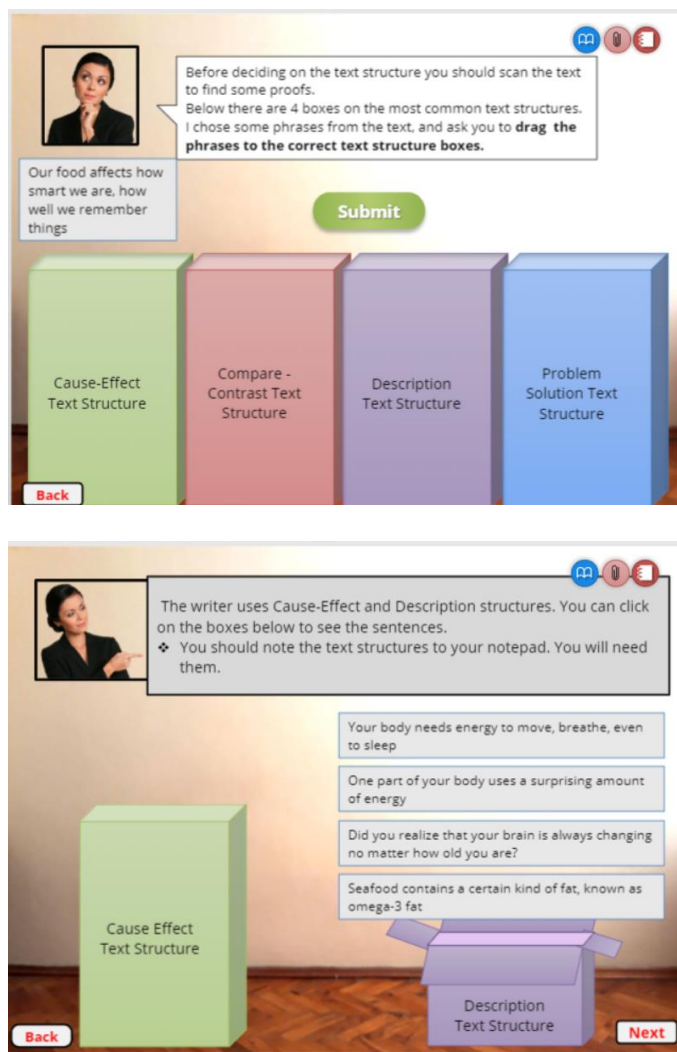 Before deciding on the text structure you should scan the text
to find some proofs.
Below there are 4 boxes on the most common text structures.
I chose some phrases from the text, and ask you to drag the
phrases to the correct text structure boxes.
Our food affects how
smart we are, how
well we remember
things
Submit
Cause-Effect
Text Structure
Compare -
Contrast Text
Structure
Description
Text Structure
Problem
Solution Text
Structure
Back
The writer uses Cause-Effect and Description structures. You can click
on the boxes below to see the sentences.
❖ You should note the text structures to your notepad. You will need
them.
Your body needs energy to move, breathe, even
to sleep
One part of your body uses a surprising amount
of energy
Did you realize that your brain is always changing
no matter how old you are?
Seafood contains a certain kind of fat, known as
omega-3 fat
Cause Effect
Text Structure
Description
Text Structure
Back
Next